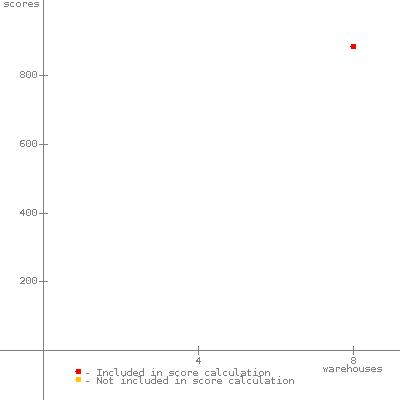 scores
800
600
400
200
4
8
warehouses
- Included in score calculation
- Not included in score calculation